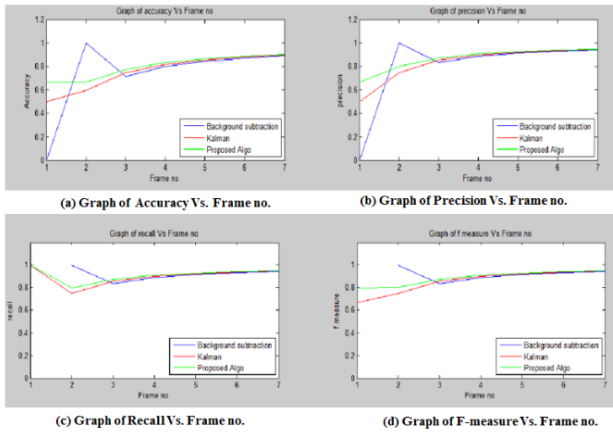 Graph of accuracy Vs Frame no
1.2
1
0.8
0.6
0.4
0.2
0
Accuracy
Background subtraction
Kalman
Proposed Algo
1 2 3 4 5 6 7
Frame no
(a) Graph of Accuracy Vs. Frame no.
Graph of precision Vs Frame no
1.2
1
0.8
0.6
0.4
0.2
0
precision
Background subtraction
Kalman
Proposed Algo
1 2 3 4 5 6 7
Frame no
(b) Graph of Precision Vs. Frame no.
Graph of recall Vs Frame no
1
0.8
0.6
0.4
0.2
0
recall
Background subtraction
Kalman
Proposed Algo
1 2 3 4 5 6 7
Frame no
(c) Graph of Recall Vs. Frame no.
Graph of f measure Vs Frame no
1
0.8
0.6
0.4
0.2
0
f measure
Background subtraction
Kalman
Proposed Algo
1 2 3 4 5 6 7
Frame no
(d) Graph of F-measure Vs. Frame no.